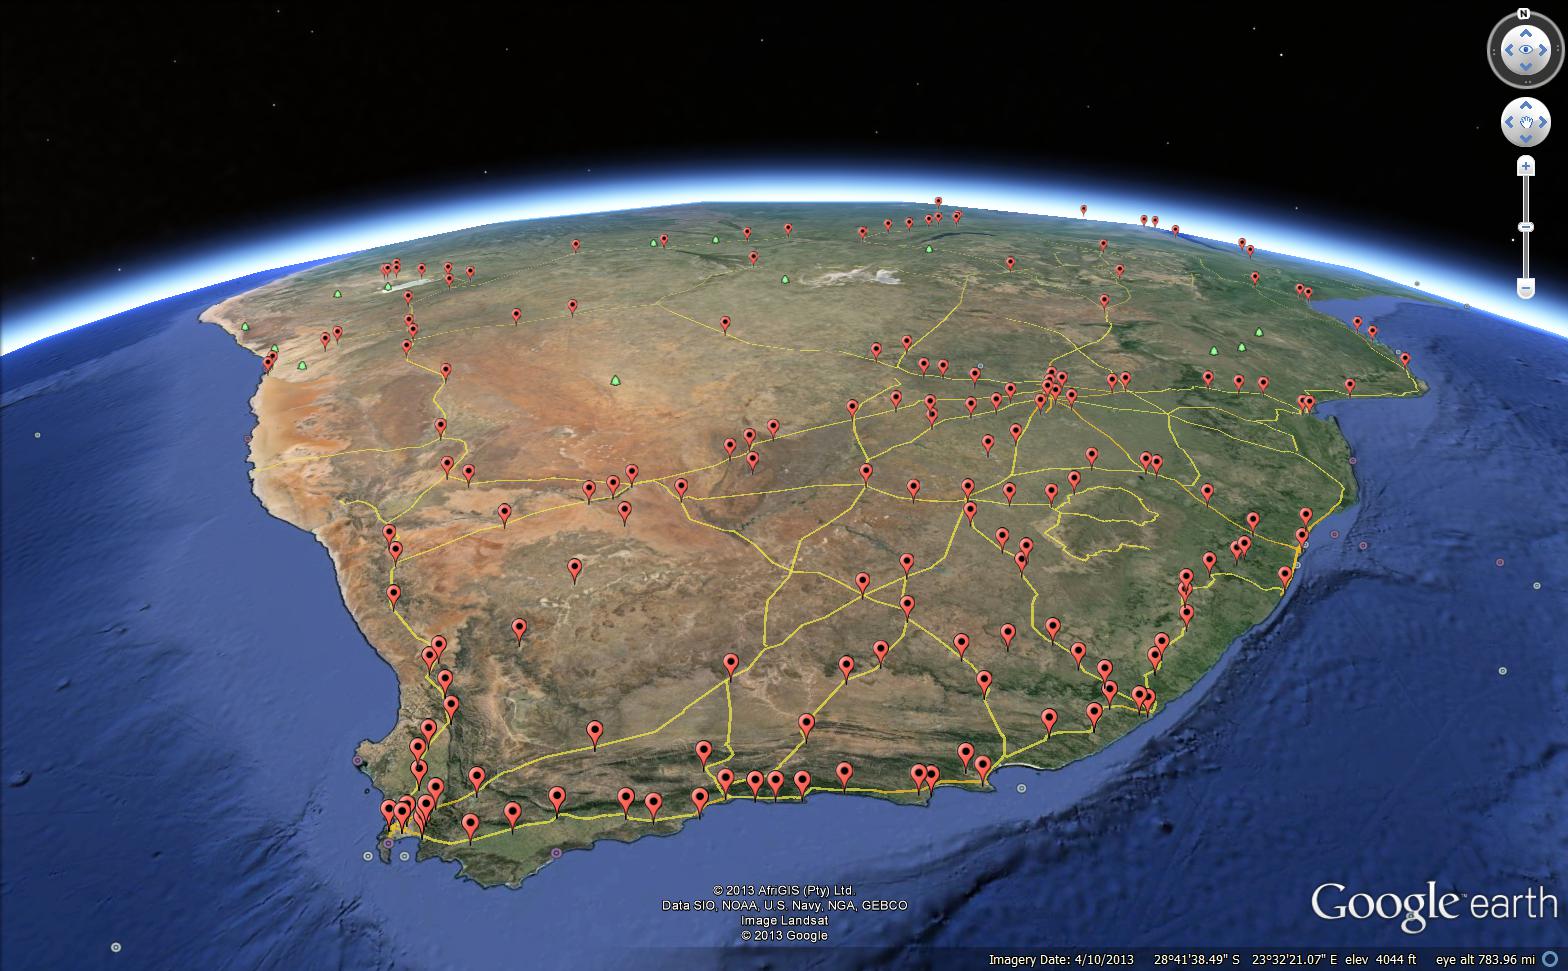 N
© 2013 AfriGIS (Pty) Ltd.
Data SIO, NOAA, U.S. Navy, NGA, GEBCO
Image Landsat
© 2013 Google
Google earth
Imagery Date: 4/10/2013 28°41'38.49" S 23°32'21.07" E elev 4044 ft eye alt 783.96 mi